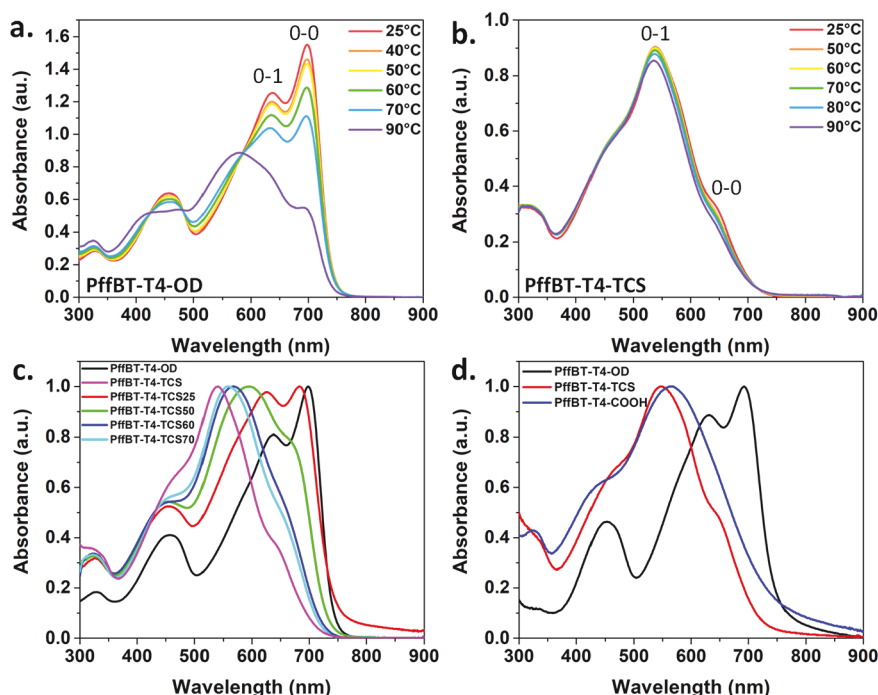 a.
0-0
0-1
25°C
40°C
50°C
60°C
70°C
90°C
1.6
1.4
1.2
1.0
0.8
0.6
0.4
0.2
0.0
Absorbance (au.)
PffBT-T4-OD
300 400 500 600 700 800 900
Wavelength (nm)
b.
0-1
0-0
25°C
50°C
60°C
70°C
80°C
90°C
1.0
0.8
0.6
0.4
0.2
0.0
Absorbance (a.u.)
PffBT-T4-TCS
300 400 500 600 700 800 900
Wavelength (nm)
c.
PffBT-T4-OD
PffBT-T4-TCS
PffBT-T4-TCS25
PffBT-T4-TCS50
PffBT-T4-TCS60
PffBT-T4-TCS70
1.0
0.8
0.6
0.4
0.2
0.0
Absorbance (a.u.)
300 400 500 600 700 800 900
Wavelength (nm)
d.
PffBT-T4-OD
PffBT-T4-TCS
PffBT-T4-COOH
1.0
0.8
0.6
0.4
0.2
0.0
Absorbance (a.u.)
300 400 500 600 700 800 900
Wavelength (nm)